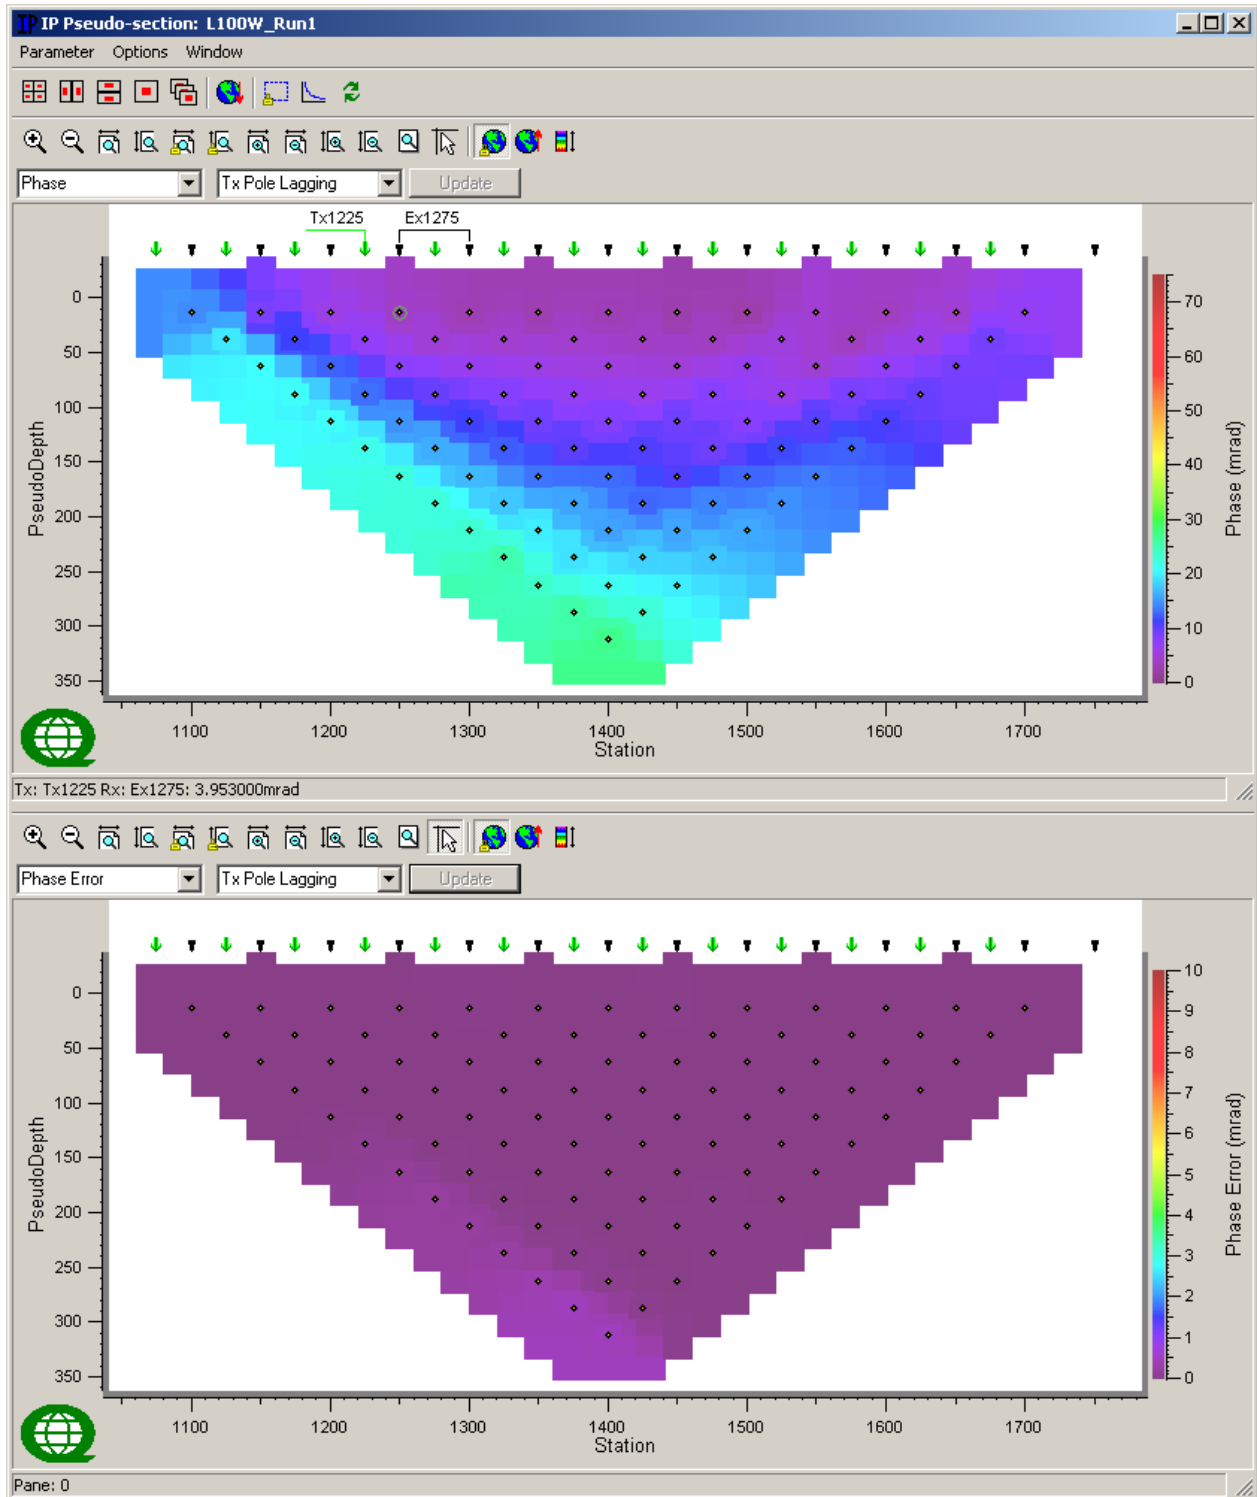 IP IP Pseudo-section: L100W_Run1
Parameter Options Window
Phase Tx Pole Lagging Update
Tx1225 Ex1275
0
50
100
150
200
250
300
350
PseudoDepth
1100 1200 1300 1400 1500 1600 1700
Station
70
60
50
40
30
20
10
0
Phase (mrad)
Tx: Tx1225 Rx: Ex1275: 3.953000mrad
Phase Error Tx Pole Lagging Update
0
50
100
150
200
250
300
350
PseudoDepth
1100 1200 1300 1400 1500 1600 1700
Station
10
9
8
7
6
5
4
3
2
1
0
Phase Error (mrad)
Pane: 0